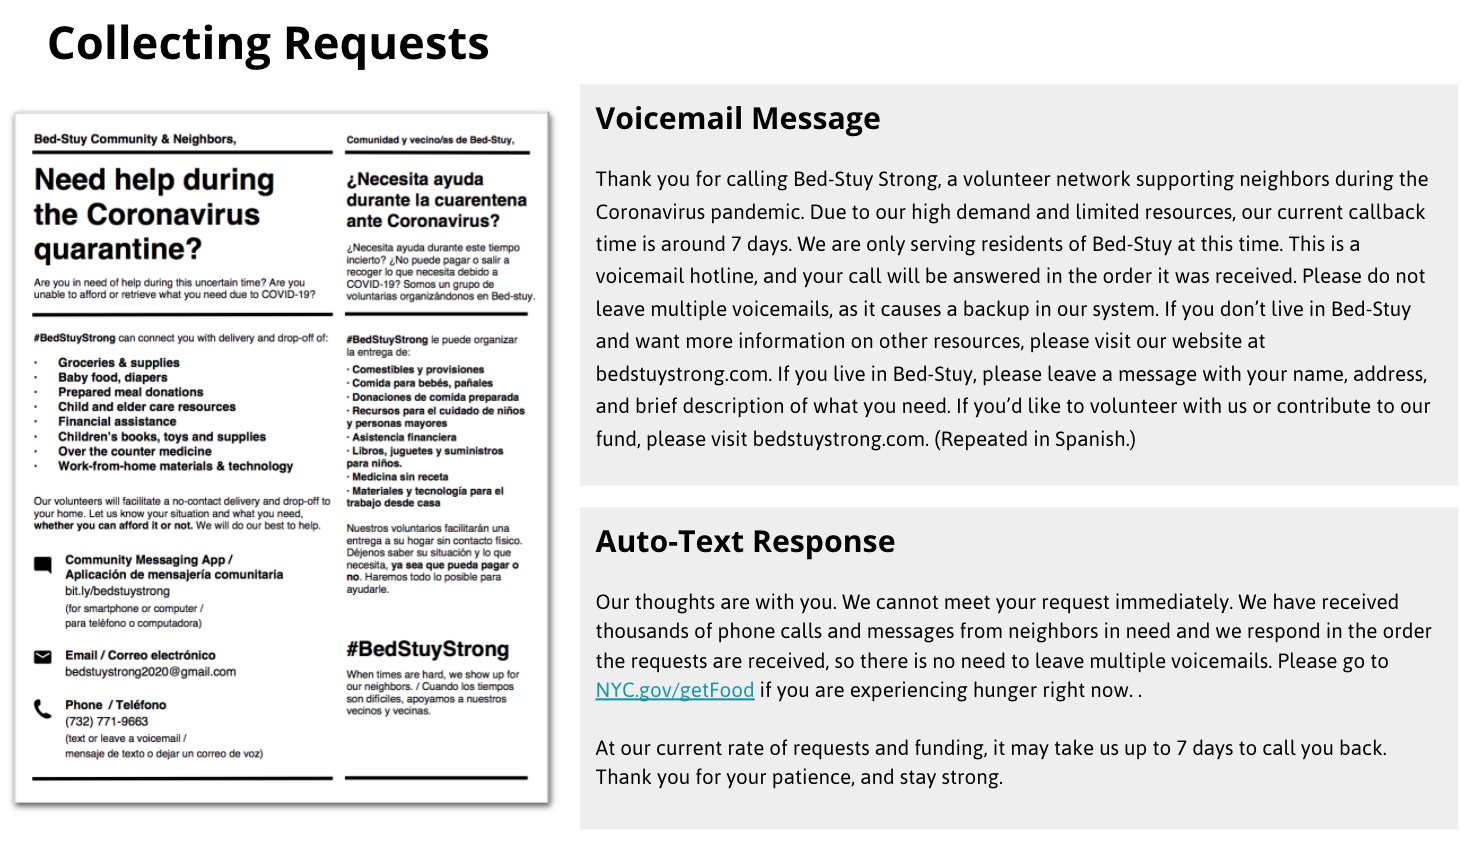 Collecting Requests
Bed-Stuy Community & Neighbors,
Need help during
the Coronavirus
quarantine?
Are you in need of help during this uncertain time? Are you
unable to afford or retrieve what you need due to COVID-19?
#BedStuyStrong can connect you with delivery and drop-off of:
· Groceries & supplies
· Baby food, diapers
· Prepared meal donations
· Child and elder care resources
· Financial assistance
· Children's books, toys and supplies
· Over the counter medicine
· Work-from-home materials & technology
Our volunteers will facilitate a no-contact delivery and drop-off to
your home. Let us know your situation and what you need,
whether you can afford it or not. We will do our best to help.
Community Messaging App /
Aplicación de mensajería comunitaria
bit.ly/bedstuystrong
(for smartphone or computer /
para teléfono o computadora)
Email / Correo electrónico
bedstuystrong2020@gmail.com
Phone / Teléfono
(732) 771-9663
(text or leave a voicemail /
mensaje de texto o dejar un correo de voz)
Comunidad y vecino/as de Bed-Stuy,
¿Necesita ayuda
durante la cuarentena
ante Coronavirus?
¿Necesita ayuda durante este tiempo
incierto? ¿No puede pagar o salir a
recoger lo que necesita debido a
COVID-19? Somos un grupo de
voluntarias organizándonos en Bed-stuy.
#BedStuyStrong le puede organizar
la entrega de:
· Comestibles y provisiones
· Comida para bebés, pañales
· Donaciones de comida preparada
· Recursos para el cuidado de niños
y personas mayores
· Asistencia financiera
· Libros, juguetes y suministros
para niños.
· Medicina sin receta
· Materiales y tecnología para el
trabajo desde casa
Nuestros voluntarios facilitarán una
entrega a su hogar sin contacto físico.
Déjenos saber su situación y lo que
necesita, ya sea que pueda pagar o
no. Haremos todo lo posible para
ayudarle.
#BedStuyStrong
When times are hard, we show up for
our neighbors. / Cuando los tiempos
son difíciles, apoyamos a nuestros
vecinos y vecinas.
Voicemail Message
Thank you for calling Bed-Stuy Strong, a volunteer network supporting neighbors during the
Coronavirus pandemic. Due to our high demand and limited resources, our current callback
time is around 7 days. We are only serving residents of Bed-Stuy at this time. This is a
voicemail hotline, and your call will be answered in the order it was received. Please do not
leave multiple voicemails, as it causes a backup in our system. If you don't live in Bed-Stuy
and want more information on other resources, please visit our website at
bedstuystrong.com. If you live in Bed-Stuy, please leave a message with your name, address,
and brief description of what you need. If you'd like to volunteer with us or contribute to our
fund, please visit bedstuystrong.com. (Repeated in Spanish.)
Auto-Text Response
Our thoughts are with you. We cannot meet your request immediately. We have received
thousands of phone calls and messages from neighbors in need and we respond in the order
the requests are received, so there is no need to leave multiple voicemails. Please go to
NYC.gov/getFood if you are experiencing hunger right now. .
At our current rate of requests and funding, it may take us up to 7 days to call you back.
Thank you for your patience, and stay strong.